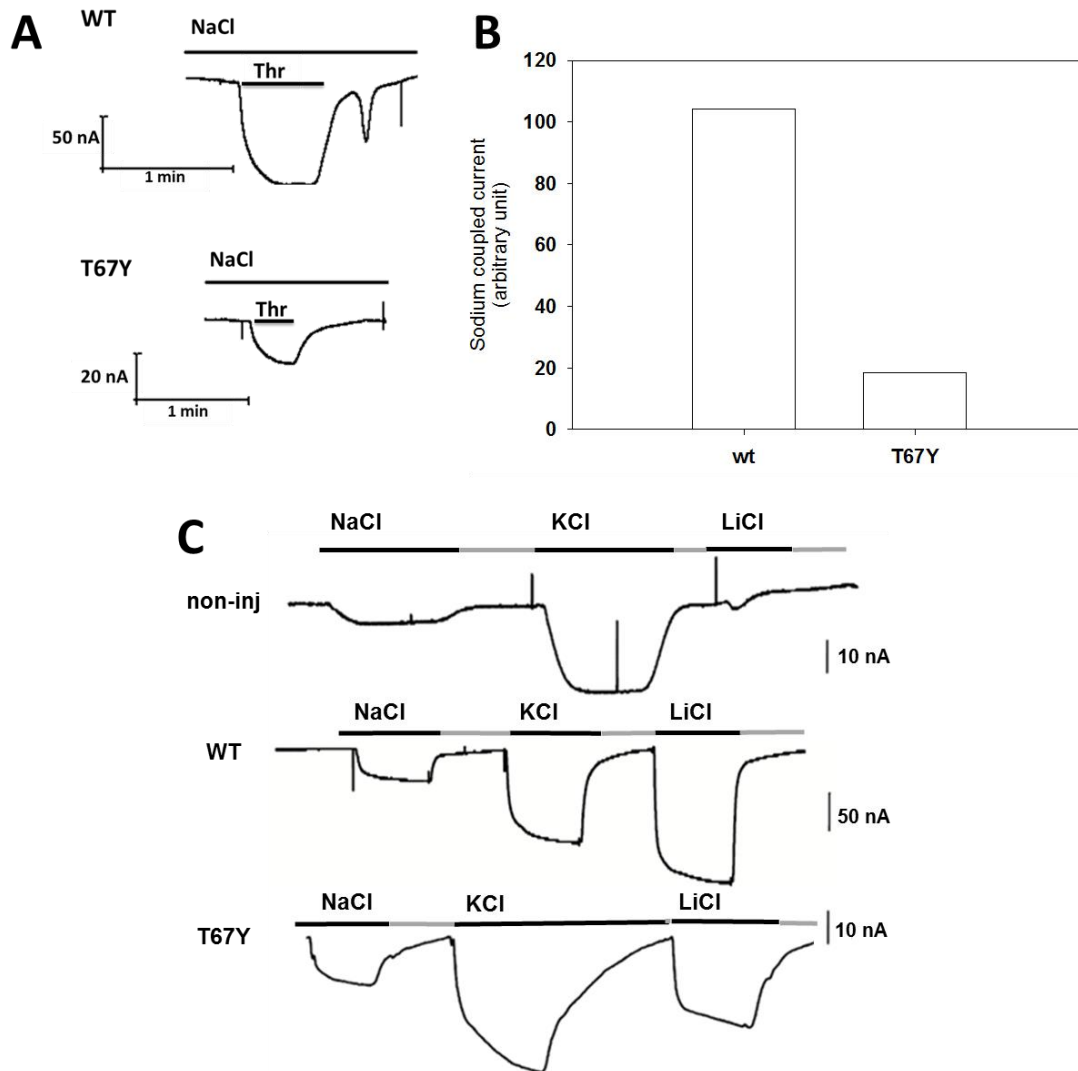 A
WT
NaCl
Thr
50 nA
1 min
T67Y
NaCl
Thr
20 nA
1 min
B
Sodium coupled current
(arbitrary unit)
120
100
80
60
40
20
0
wt
T67Y
C
NaCl
KCl
LiCl
non-inj
10 nA
NaCl
KCl
LiCl
WT
50 nA
NaCl
KCl
LiCl
T67Y
10 nA